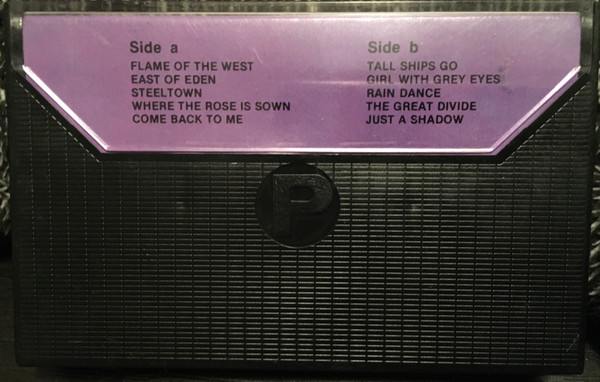 Side a
FLAME OF THE WEST
EAST OF EDEN
STEELTOWN
WHERE THE ROSE IS SOWN
COME BACK TO ME
Side b
TALL SHIPS GO
GIRL WITH GREY EYES
RAIN DANCE
THE GREAT DIVIDE
JUST A SHADOW
P